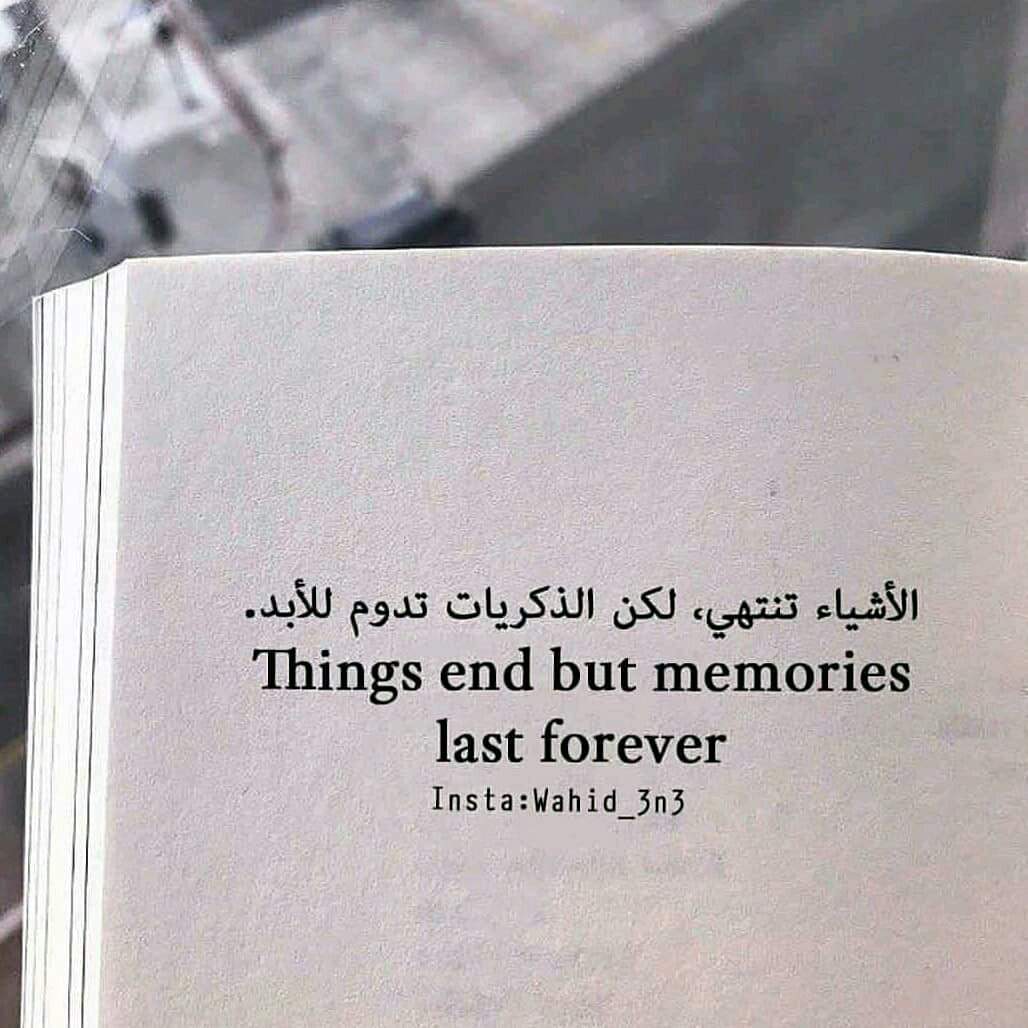 الأشياء تنتهي، لكن الذكريات تدوم للأبد.
Things end but memories
last forever
Insta:Wahid_3n3